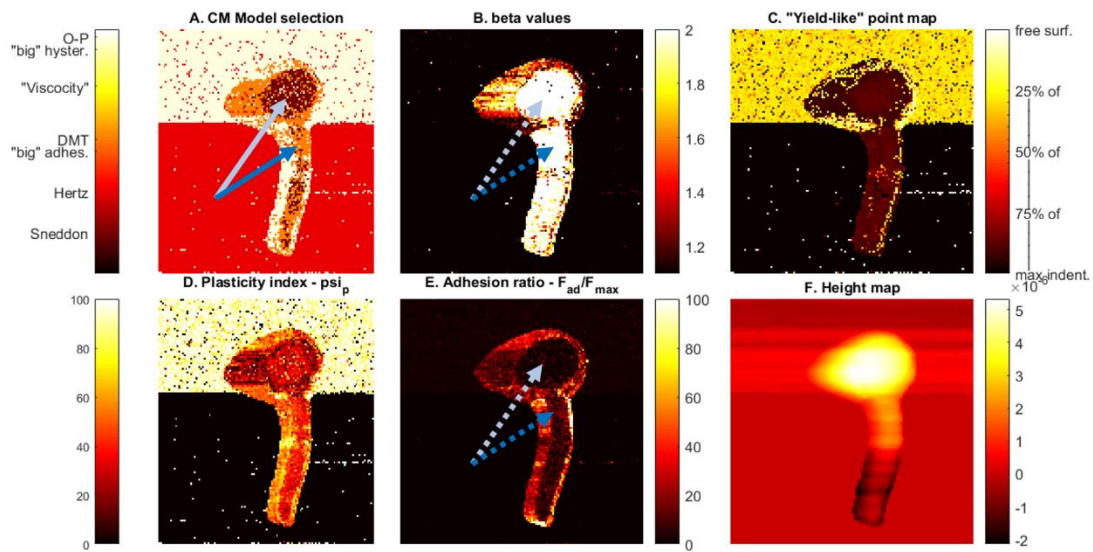 A. CM Model selection
O-P
"big" hyster.
"Viscocity"
DMT
"big" adhes.
Hertz
Sneddon
B. beta values
2
1.8
1.6
1.4
1.2
C. "Yield-like" point map
free surf.
25% of
50% of
75% of
max indent.
D. Plasticity index - psi_p
100
80
60
40
20
0
E. Adhesion ratio - F_ad/F_max
100
80
60
40
20
0
F. Height map
×10⁻⁶
5
4
3
2
1
0
-1
-2